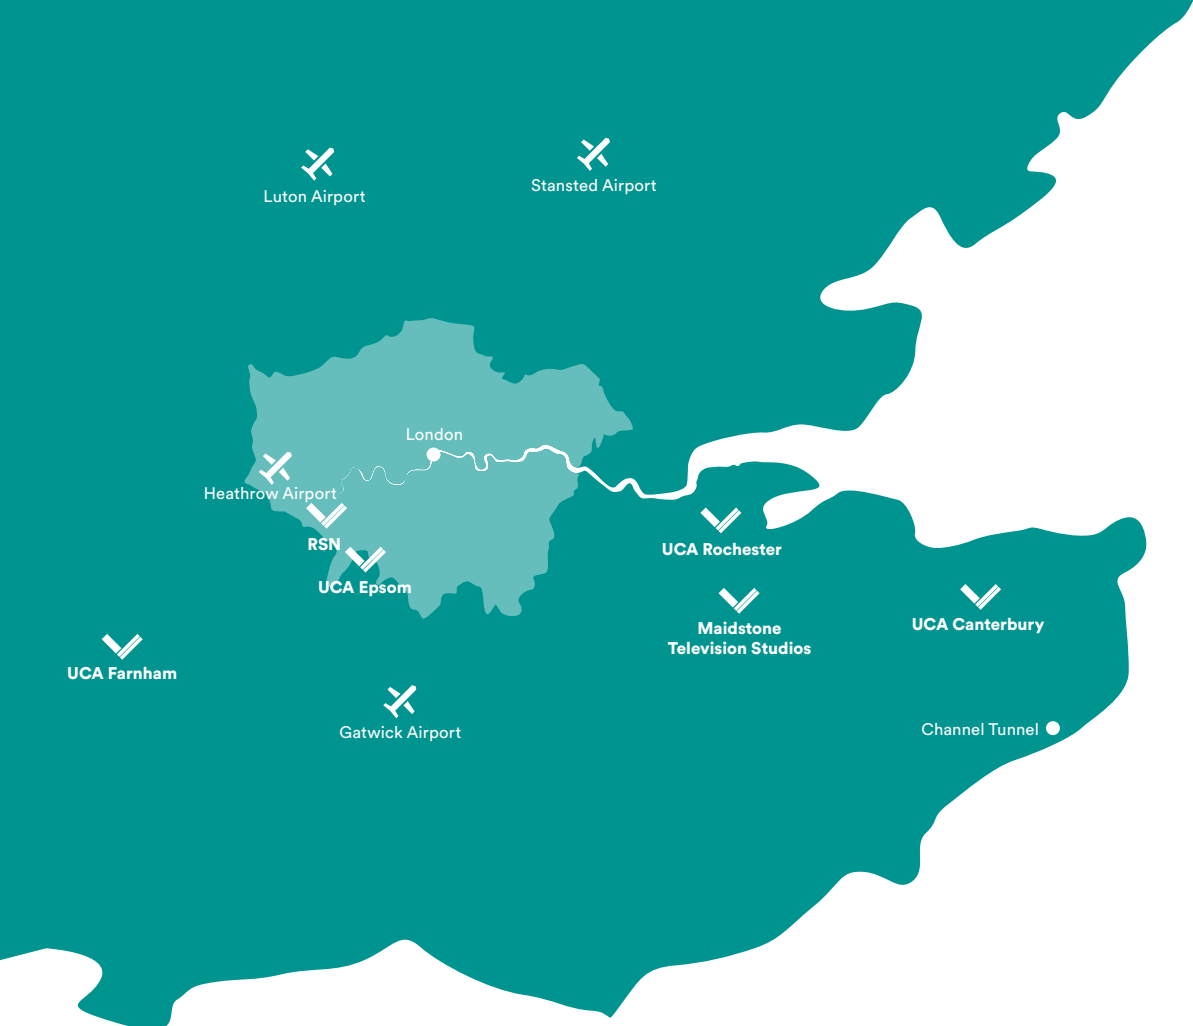 Luton Airport
Stansted Airport
London
Heathrow Airport
RSN
UCA Epsom
UCA Rochester
Maidstone
Television Studios
UCA Canterbury
UCA Farnham
Gatwick Airport
Channel Tunnel